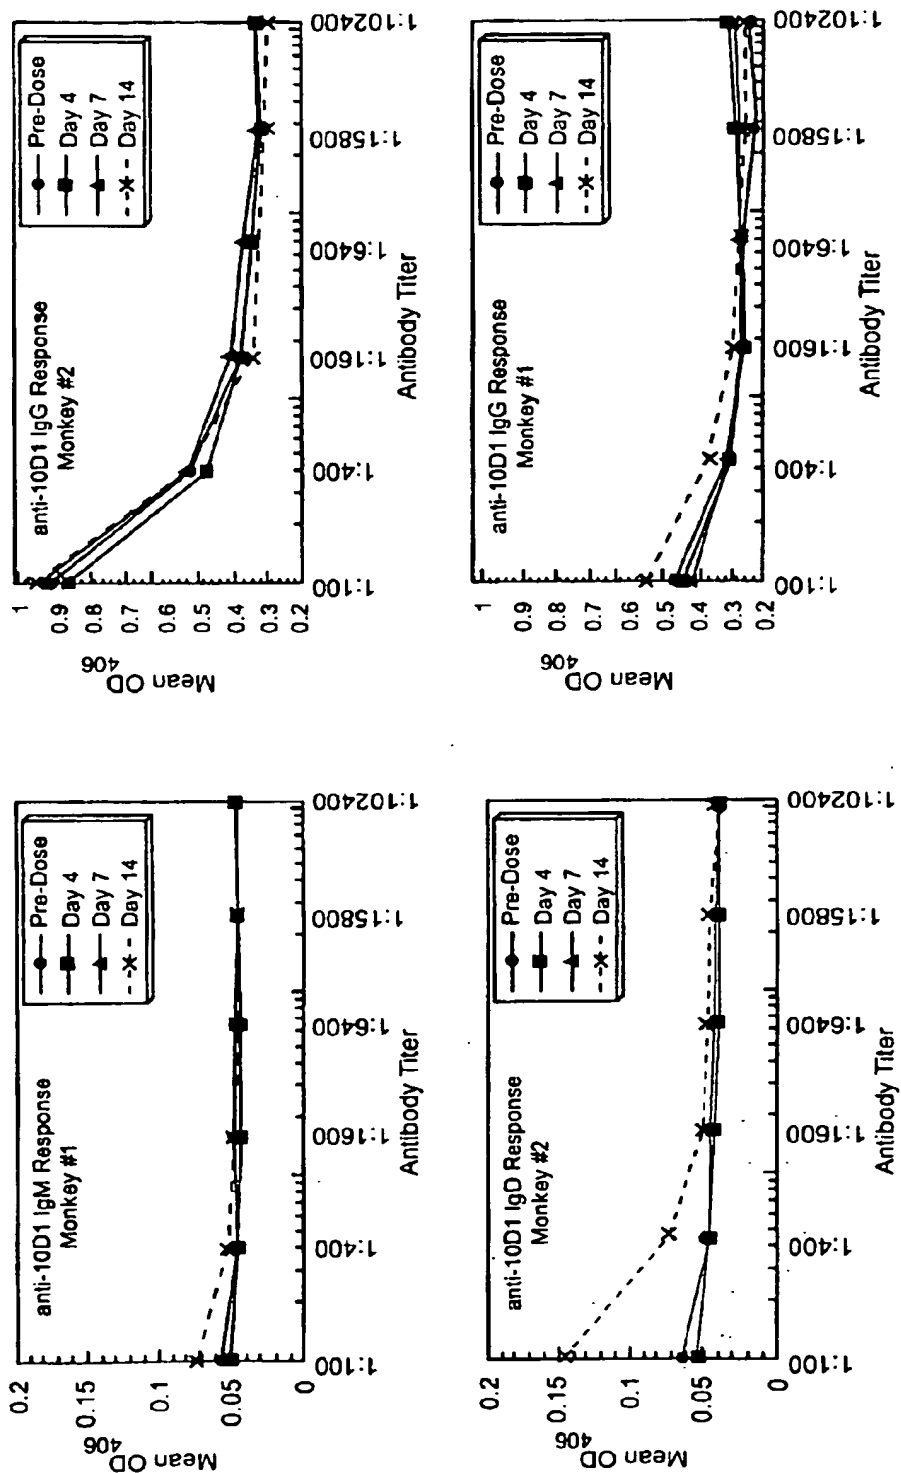 anti-10D1 IgM Response
Monkey #1
Pre-Dose
Day 4
Day 7
Day 14
Mean OD406
0.2
0.15
0.1
0.05
0
1:100
1:400
1:1600
1:6400
1:15800
1:102400
Antibody Titer
anti-10D1 IgG Response
Monkey #2
Pre-Dose
Day 4
Day 7
Day 14
Mean OD406
1
0.9
0.8
0.7
0.6
0.5
0.4
0.3
0.2
1:100
1:400
1:1600
1:6400
1:15800
1:102400
Antibody Titer
anti-10D1 IgD Response
Monkey #2
Pre-Dose
Day 4
Day 7
Day 14
Mean OD406
0.2
0.15
0.1
0.05
0
1:100
1:400
1:1600
1:6400
1:15800
1:102400
Antibody Titer
anti-10D1 IgG Response
Monkey #1
Pre-Dose
Day 4
Day 7
Day 14
Mean OD406
1
0.9
0.8
0.7
0.6
0.5
0.4
0.3
0.2
1:100
1:400
1:1600
1:6400
1:15800
1:102400
Antibody Titer